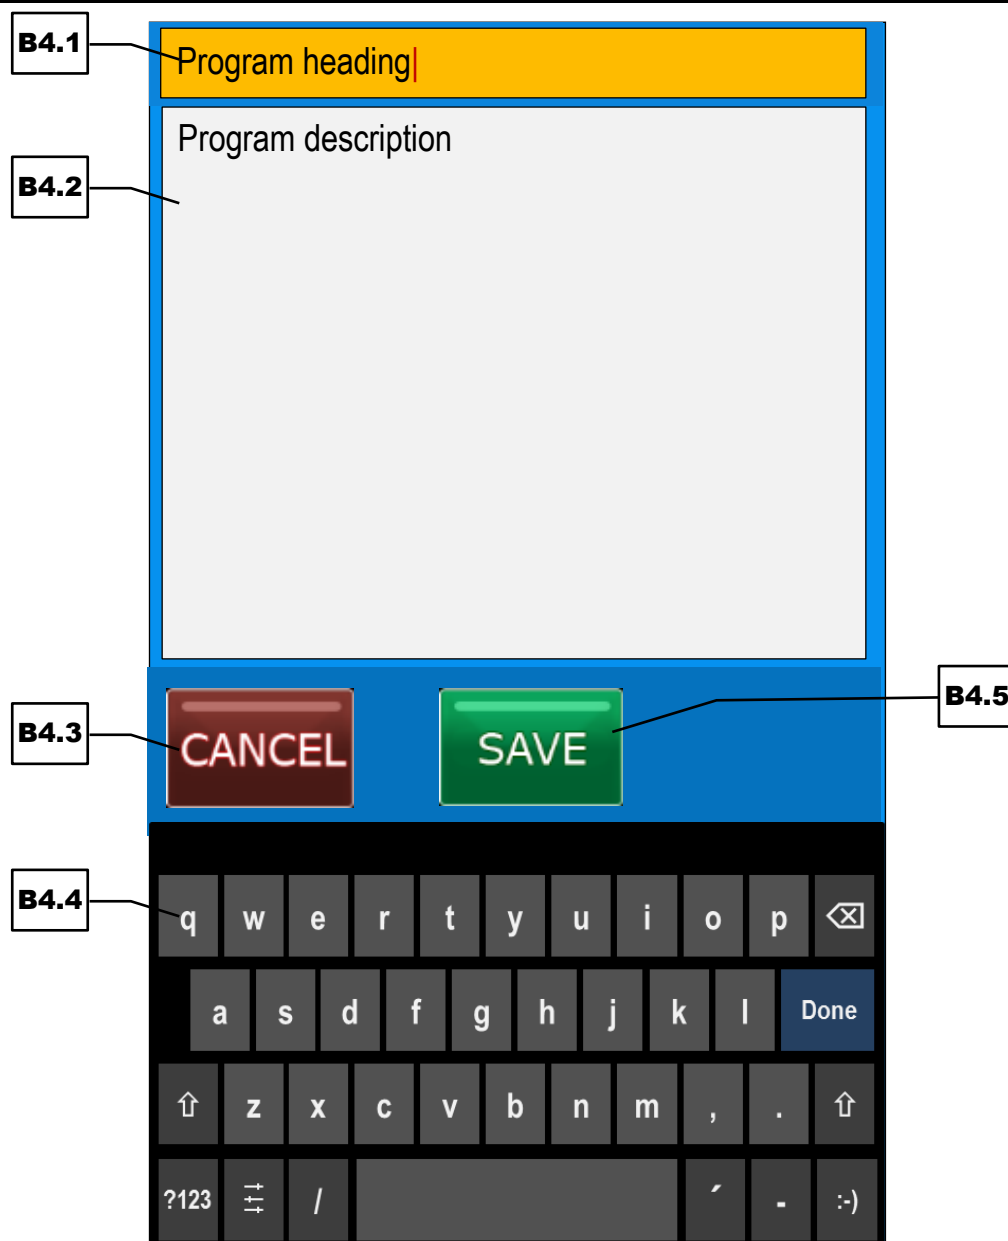 B4.1
Program heading
Program description
B4.2
B4.5
B4.3
CANCEL SAVE
B4.4
q w e r t y u i o p
a s d f g h j k l Done
z x c v b n m , .
?123 / ´ - :-)